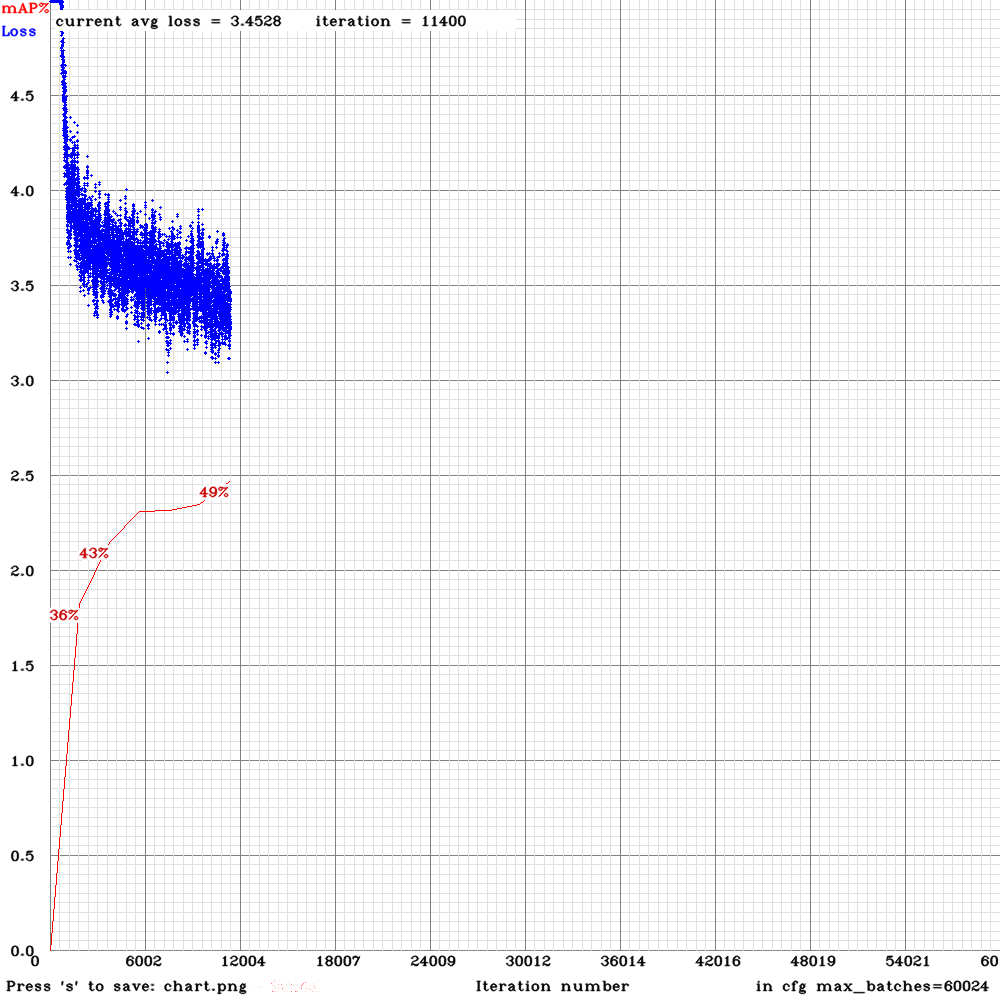 mAP%
Loss
current avg loss = 3.4528 iteration = 11400
4.5
4.0
3.5
3.0
2.5
49%
2.0
43%
36%
1.5
1.0
0.5
0.0
0 6002 12004 18007 24009 30012 36014 42016 48019 54021 60
Press 's' to save: chart.png Iteration number in cfg max_batches=60024